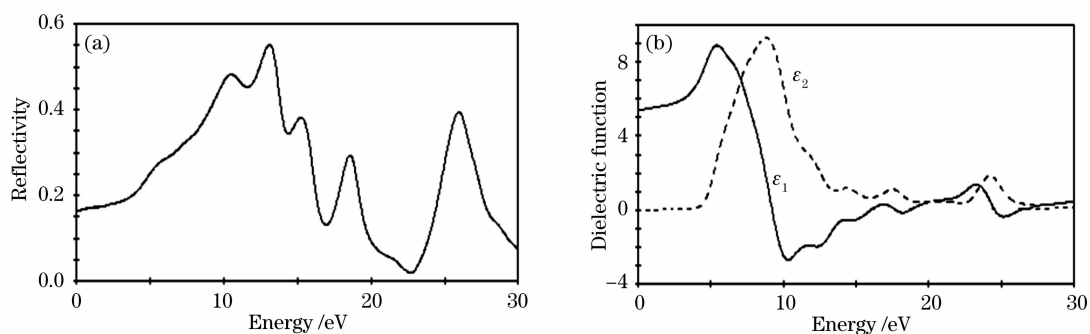 (a)
Reflectivity
0.6
0.4
0.2
0.0
0 10 20 30
Energy /eV
(b)
Dielectric function
8
4
0
−4
ε₂
ε₁
0 10 20 30
Energy /eV